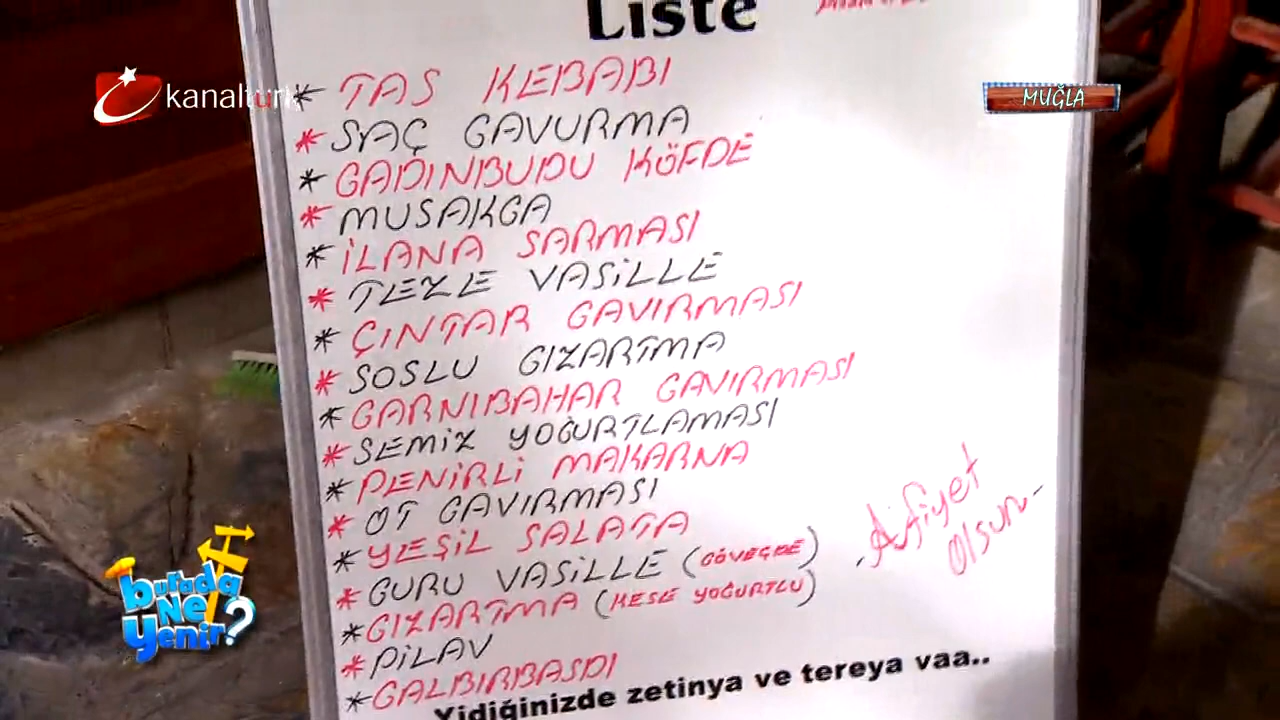 Liste
kanaltürk
MUĞLA
* TAS KEBABI
* SAÇ GAVURMA
* GADINBUDU KÖFDE
* MUSAKGA
* İLANA SARMASI
* TEZE VASİLLE
* ÇINTAR GAVIRMASI
* SOSLU GIZARTMA
* GARNIBAHAR GAVIRMASI
* SEMİZ YOĞURTLAMASI
* PENİRLİ MAKARNA
* OT GAVIRMASI
* YEŞİL SALATA
* GURU VASİLLE (GÖVEÇDE)
* GIZARTMA (KESE YOĞURTLU)
* PİLAV
* GALBIRBASDI
Afiyet
Olsun
Yidiğinizde zetinya ve tereya vaa..
burada
Ne
Yenir?